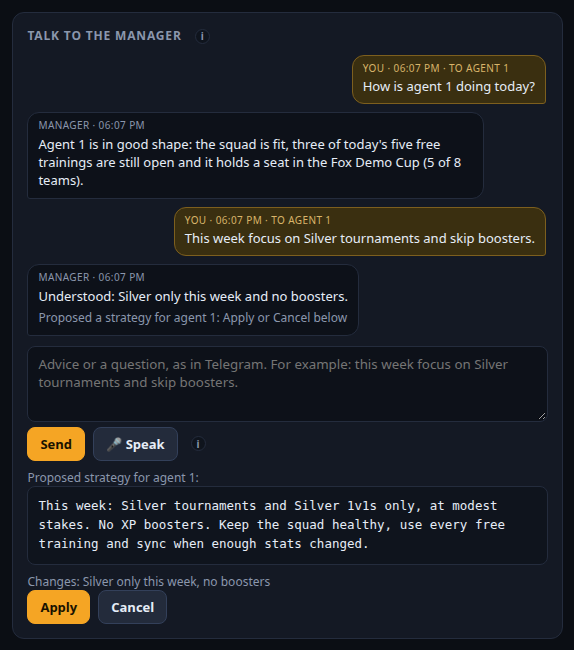 TALK TO THE MANAGER i
YOU · 06:07 PM · TO AGENT 1
How is agent 1 doing today?
MANAGER · 06:07 PM
Agent 1 is in good shape: the squad is fit, three of today's five free
trainings are still open and it holds a seat in the Fox Demo Cup (5 of 8
teams).
YOU · 06:07 PM · TO AGENT 1
This week focus on Silver tournaments and skip boosters.
MANAGER · 06:07 PM
Understood: Silver only this week and no boosters.
Proposed a strategy for agent 1: Apply or Cancel below
Advice or a question, as in Telegram. For example: this week focus on Silver
tournaments and skip boosters.
Send 🎤 Speak i
Proposed strategy for agent 1:
This week: Silver tournaments and Silver 1v1s only, at modest
stakes. No XP boosters. Keep the squad healthy, use every free
training and sync when enough stats changed.
Changes: Silver only this week, no boosters
Apply Cancel